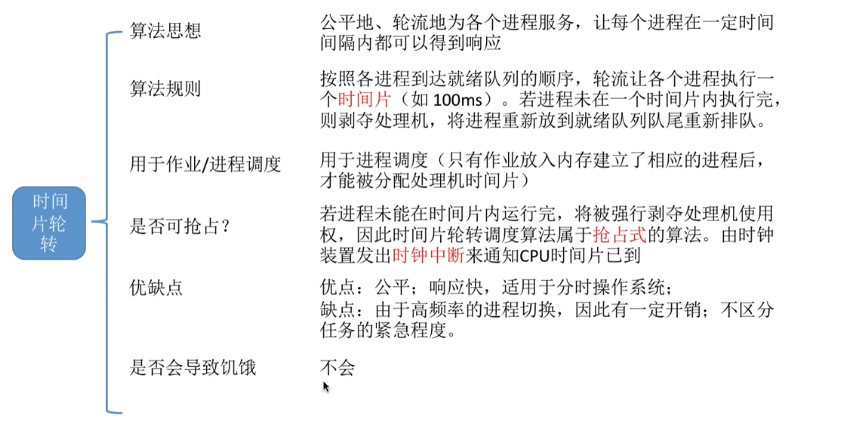 算法思想
公平地、轮流地为各个进程服务，让每个进程在一定时间
间隔内都可以得到响应
算法规则
按照各进程到达就绪队列的顺序，轮流让各个进程执行一
个时间片（如 100ms）。若进程未在一个时间片内执行完，
则剥夺处理机，将进程重新放到就绪队列队尾重新排队。
用于作业/进程调度
用于进程调度（只有作业放入内存建立了相应的进程后，
才能被分配处理机时间片）
时间
片轮
转
是否可抢占？
若进程未能在时间片内运行完，将被强行剥夺处理机使用
权，因此时间片轮转调度算法属于抢占式的算法。由时钟
装置发出时钟中断来通知CPU时间片已到
优缺点
优点：公平；响应快，适用于分时操作系统；
缺点：由于高频率的进程切换，因此有一定开销；不区分
任务的紧急程度。
是否会导致饥饿
不会